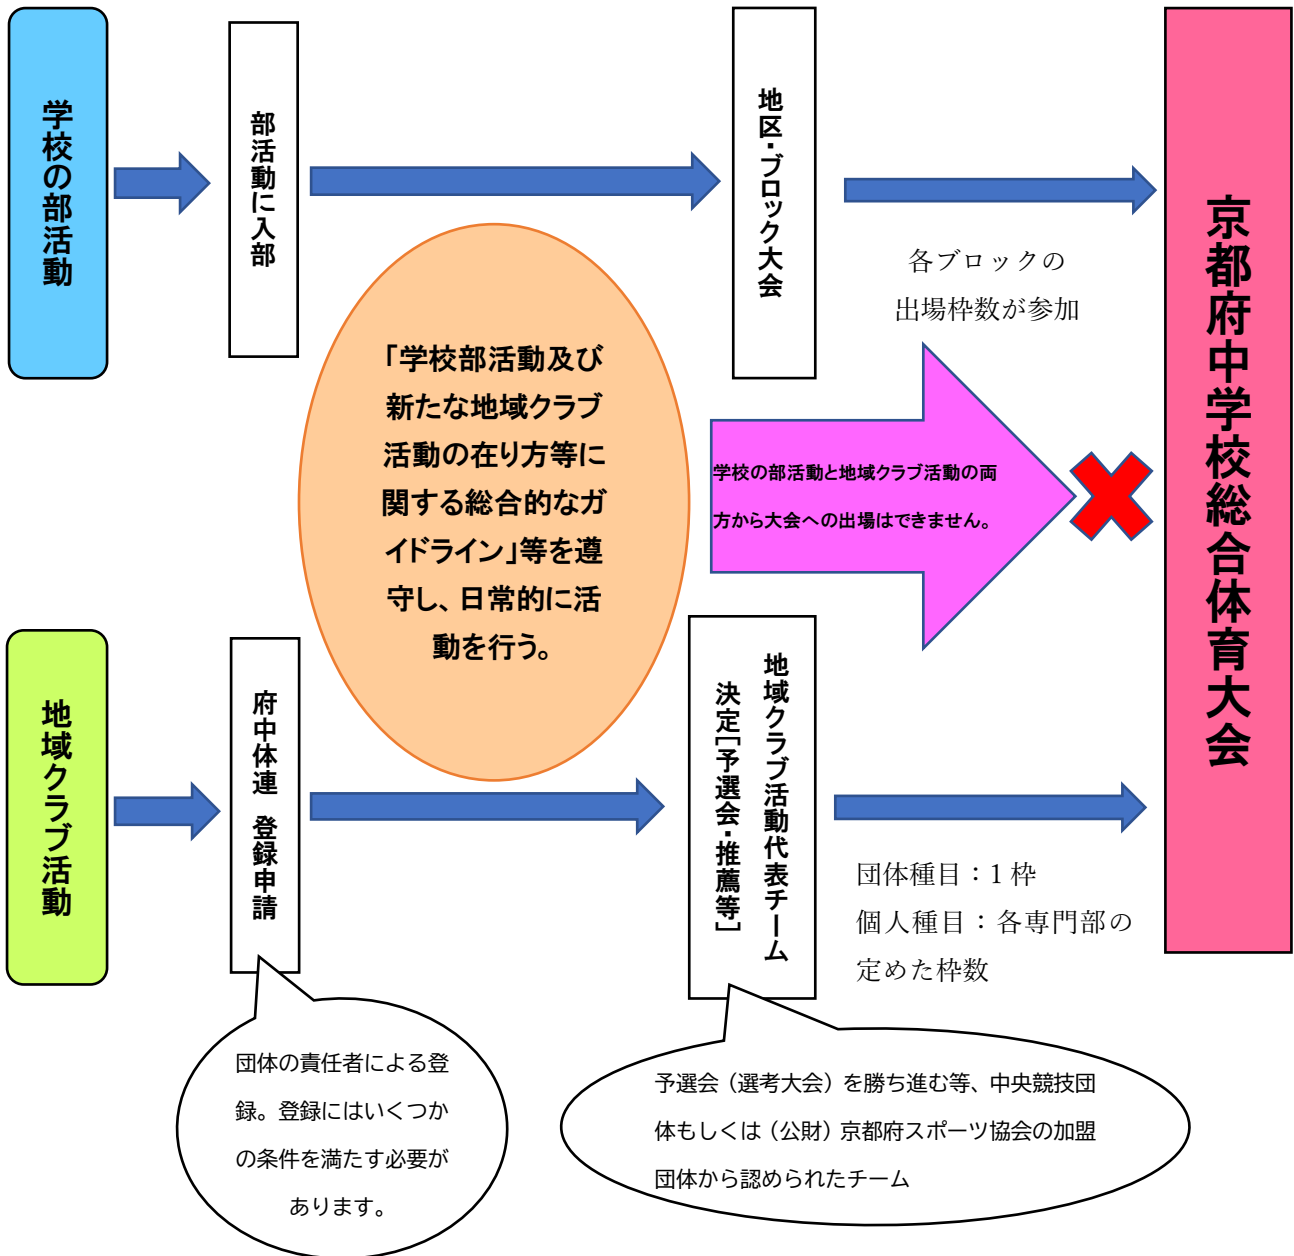 学校の部活動
部活動に入部
地区・ブロック大会
京都府中学校総合体育大会
各ブロックの
出場枠数が参加
「学校部活動及び
新たな地域クラブ
活動の在り方等に
関する総合的なガ
イドライン」等を遵
守し、日常的に活
動を行う。
学校の部活動と地域クラブ活動の両
方から大会への出場はできません。
地域クラブ活動
府中体連 登録申請
地域クラブ活動代表チーム
決定［予選会・推薦等］
団体種目：1 枠
個人種目：各専門部の
定めた枠数
団体の責任者による登
録。登録にはいくつか
の条件を満たす必要が
あります。
予選会（選考大会）を勝ち進む等、中央競技団
体もしくは（公財）京都府スポーツ協会の加盟
団体から認められたチーム